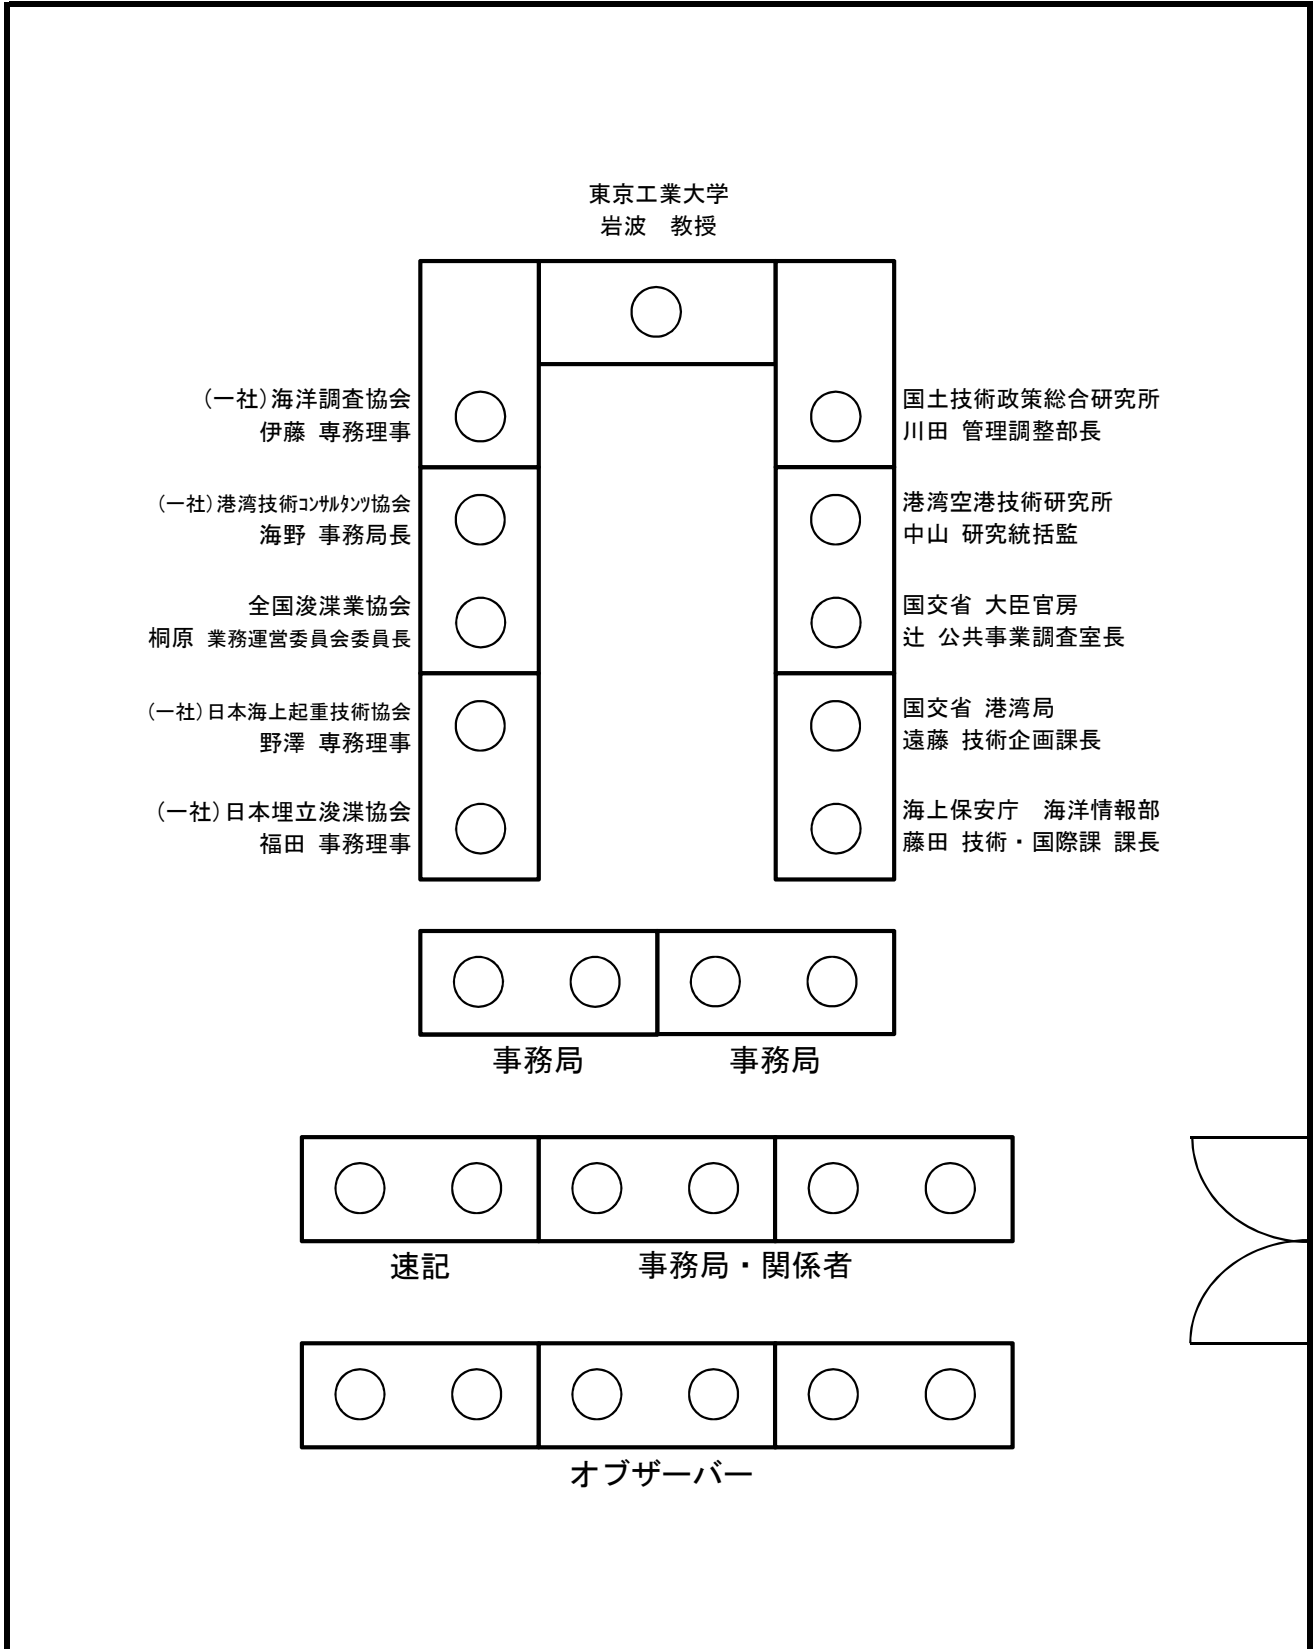 東京工業大学
岩波　教授
（一社）海洋調査協会
伊藤 専務理事
（一社）港湾技術ｺﾝｻﾙﾀﾝﾂ協会
海野 事務局長
全国浚渫業協会
桐原 業務運営委員会委員長
（一社）日本海上起重技術協会
野澤 専務理事
（一社）日本埋立浚渫協会
福田 事務理事
国土技術政策総合研究所
川田 管理調整部長
港湾空港技術研究所
中山 研究統括監
国交省 大臣官房
辻 公共事業調査室長
国交省 港湾局
遠藤 技術企画課長
海上保安庁　海洋情報部
藤田 技術・国際課 課長
事務局
事務局
速記
事務局・関係者
オブザーバー